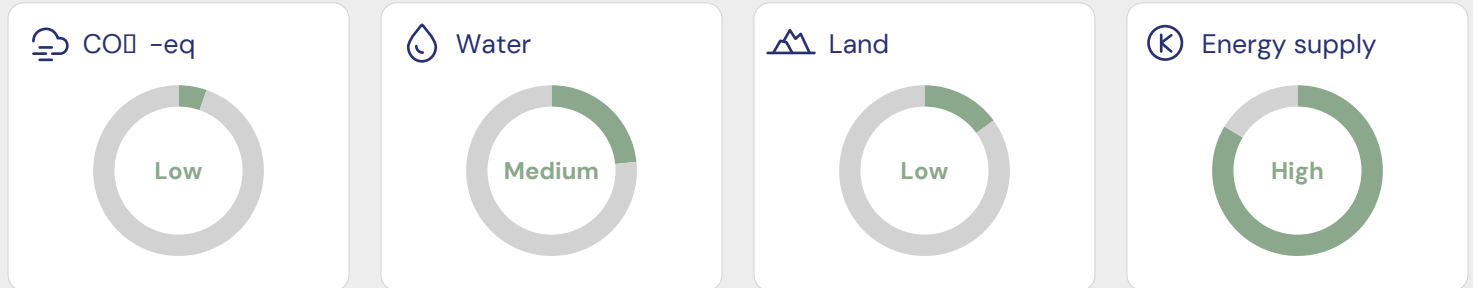 CO▯ -eq
Low
Water
Medium
Land
Low
Energy supply
High